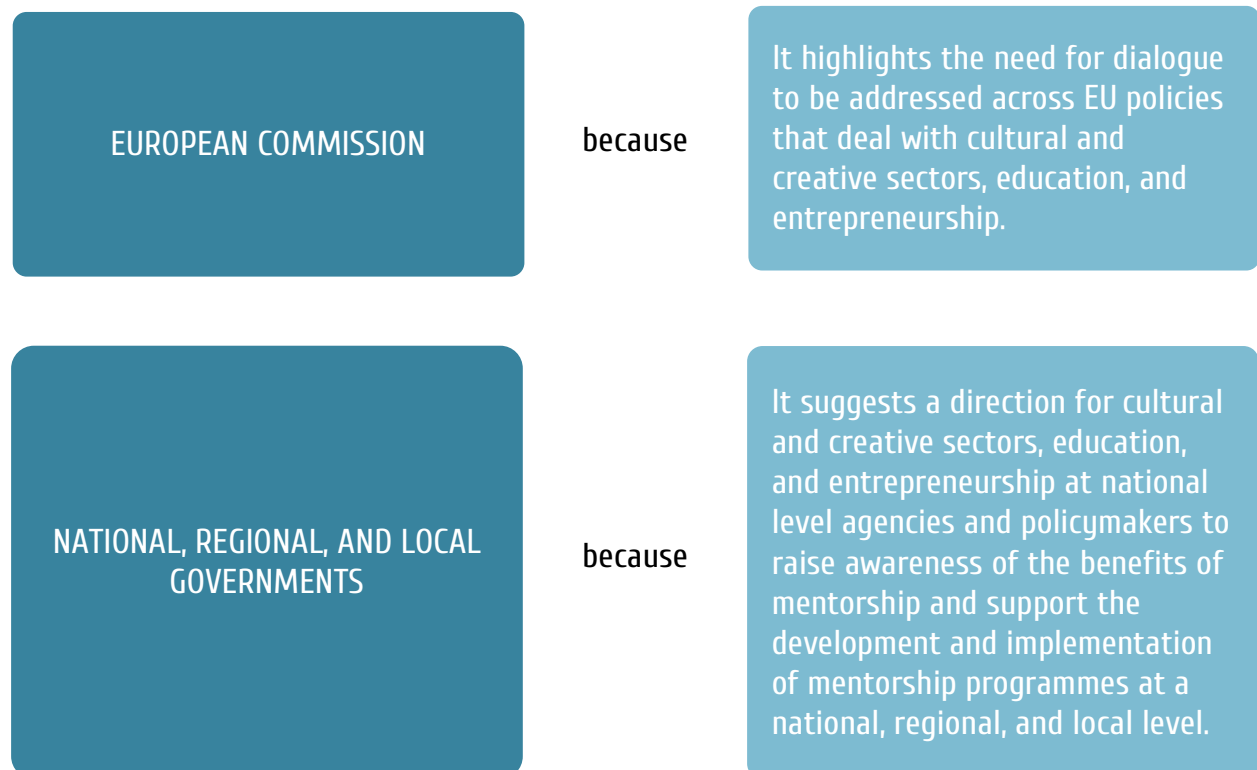 EUROPEAN COMMISSION
because
It highlights the need for dialogue
to be addressed across EU policies
that deal with cultural and
creative sectors, education, and
entrepreneurship.
NATIONAL, REGIONAL, AND LOCAL
GOVERNMENTS
because
It suggests a direction for cultural
and creative sectors, education,
and entrepreneurship at national
level agencies and policymakers to
raise awareness of the benefits of
mentorship and support the
development and implementation
of mentorship programmes at a
national, regional, and local level.